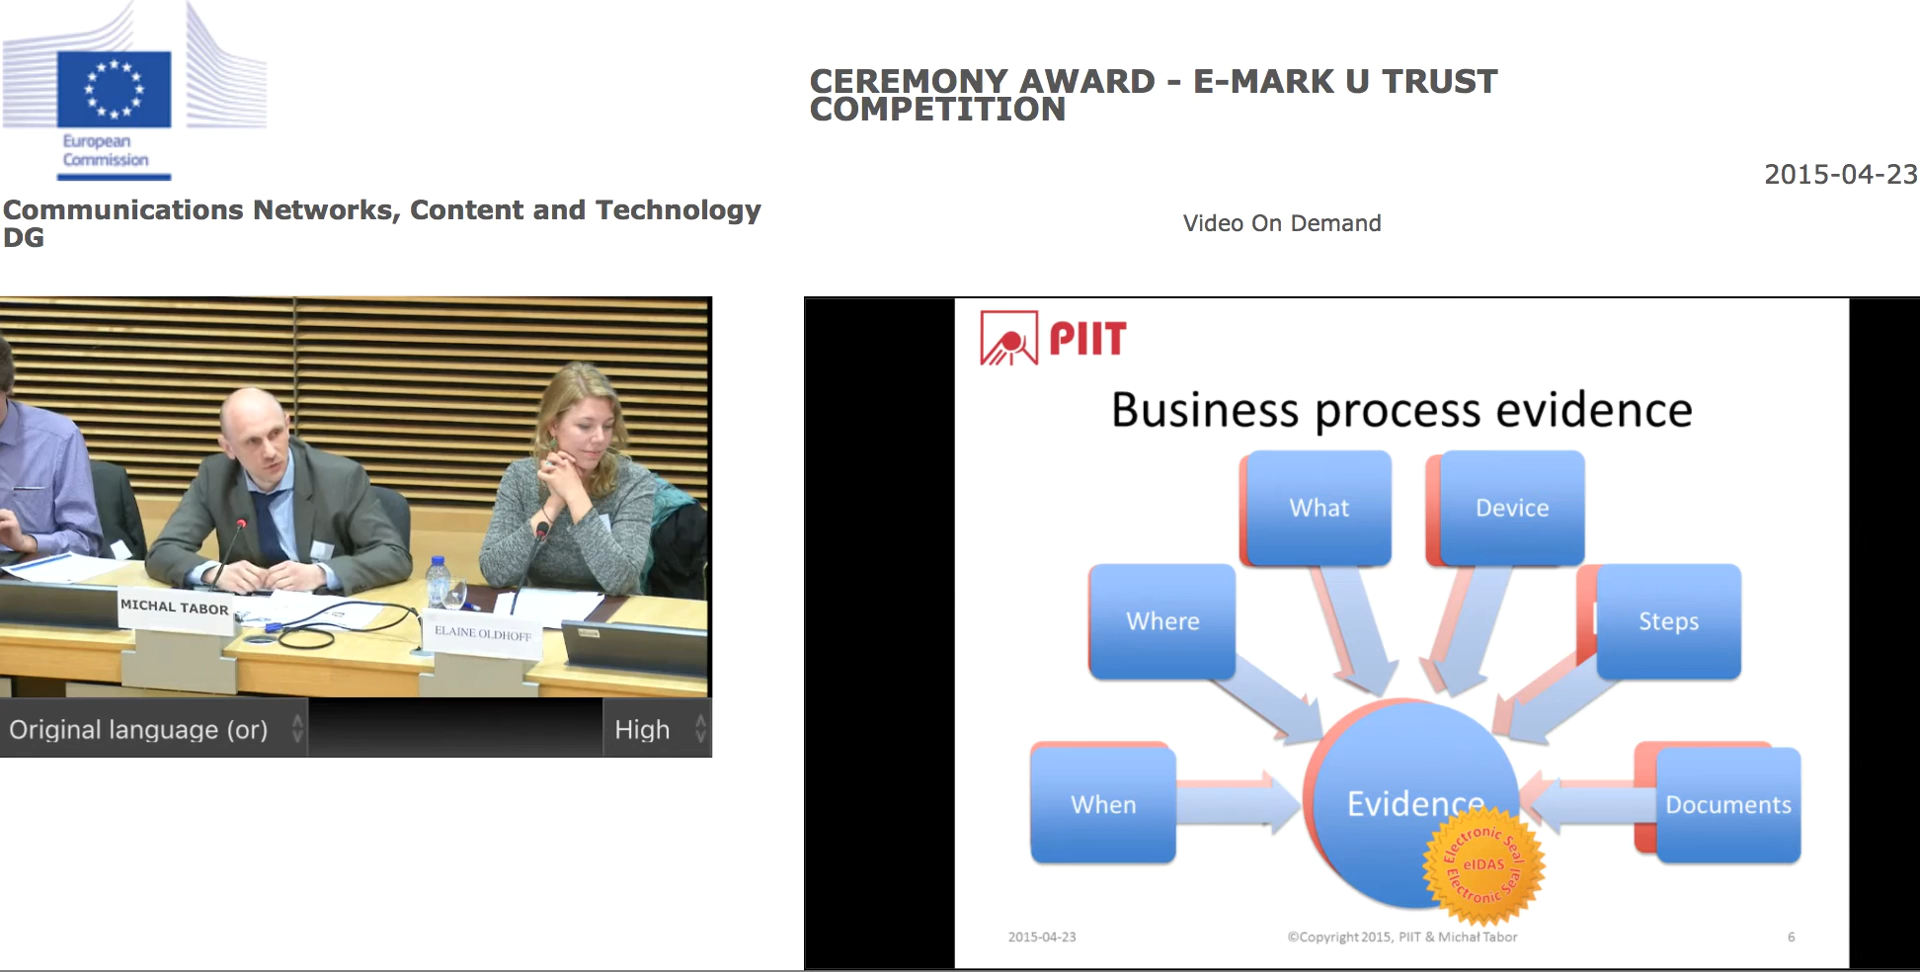 European
Commission
CEREMONY AWARD - E-MARK U TRUST
COMPETITION
2015-04-23
Communications Networks, Content and Technology
DG
Video On Demand
MICHAL TABOR
ELAINE OLDHOFF
Original language (or)
High
PIIT
Business process evidence
What
Device
Where
Steps
When
Evidence
Documents
Electronic Seal
eIDAS
Electronic Seal
2015-04-23
©Copyright 2015, PIIT & Michał Tabor
6